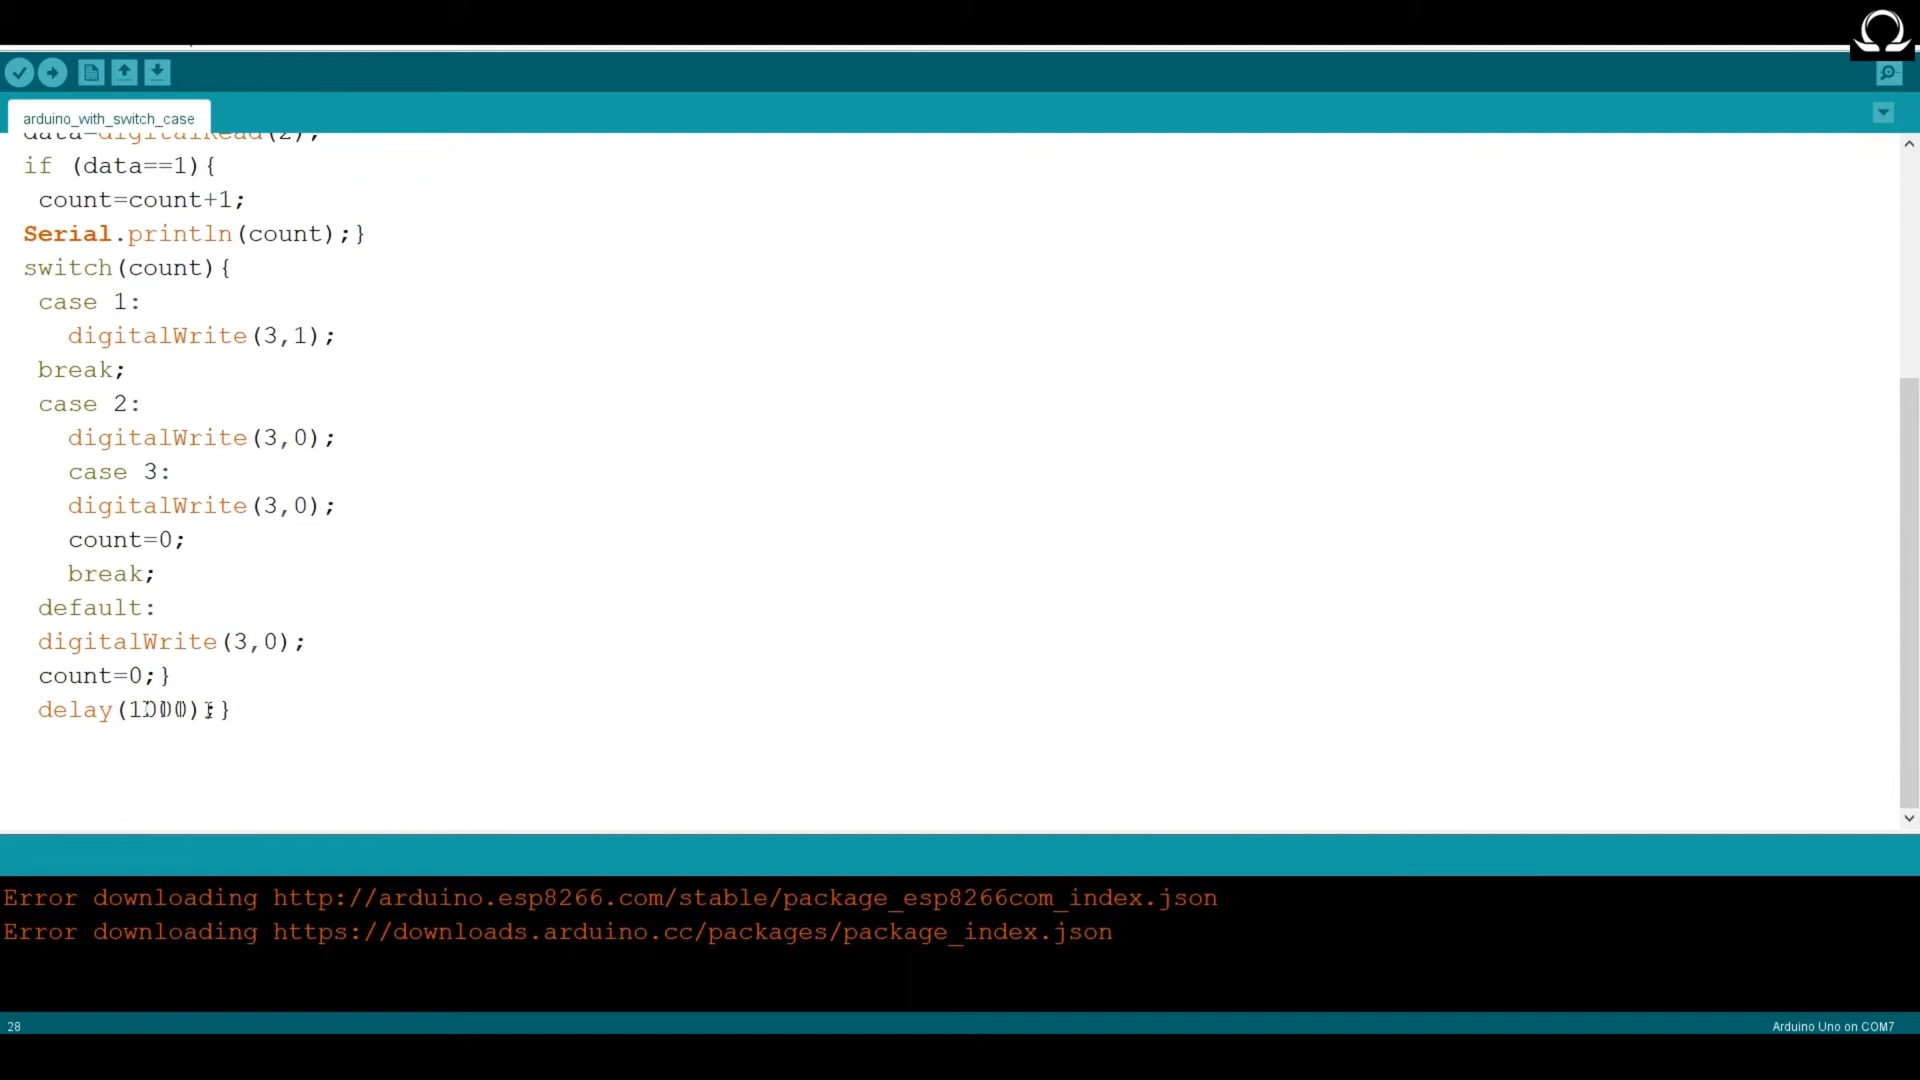 arduino_with_switch_case
data=digitalRead(2);
if (data==1){
count=count+1;
Serial.println(count);}
switch(count){
case 1:
digitalWrite(3,1);
break;
case 2:
digitalWrite(3,0);
case 3:
digitalWrite(3,0);
count=0;
break;
default:
digitalWrite(3,0);
count=0;}
delay(1000);}
Error downloading http://arduino.esp8266.com/stable/package_esp8266com_index.json
Error downloading https://downloads.arduino.cc/packages/package_index.json
28
Arduino Uno on COM7